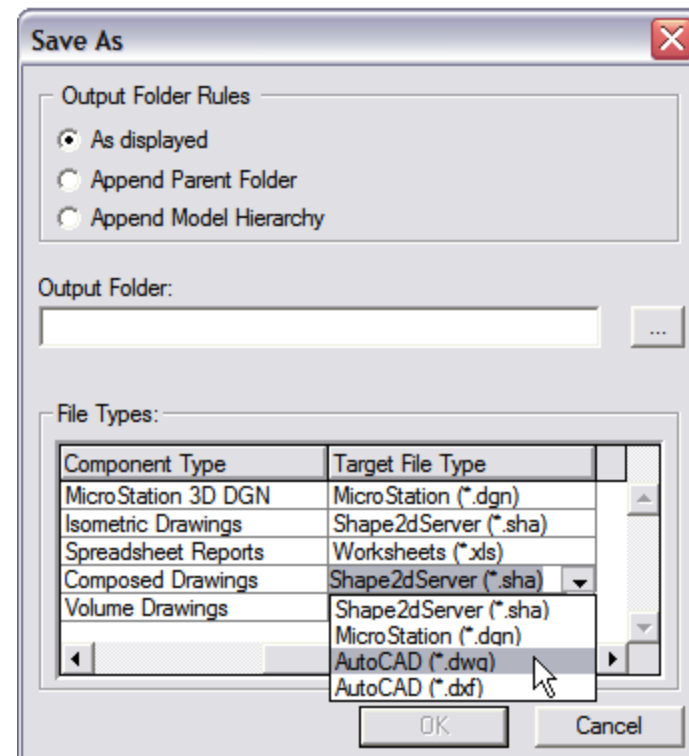 Save As
Output Folder Rules
As displayed
Append Parent Folder
Append Model Hierarchy
Output Folder:
...
File Types:
Component Type Target File Type
MicroStation 3D DGN MicroStation (*.dgn)
Isometric Drawings Shape2dServer (*.sha)
Spreadsheet Reports Worksheets (*.xls)
Composed Drawings Shape2dServer (*.sha)
Volume Drawings Shape2dServer (*.sha)
MicroStation (*.dgn)
AutoCAD (*.dwg)
AutoCAD (*.dxf)
OK Cancel